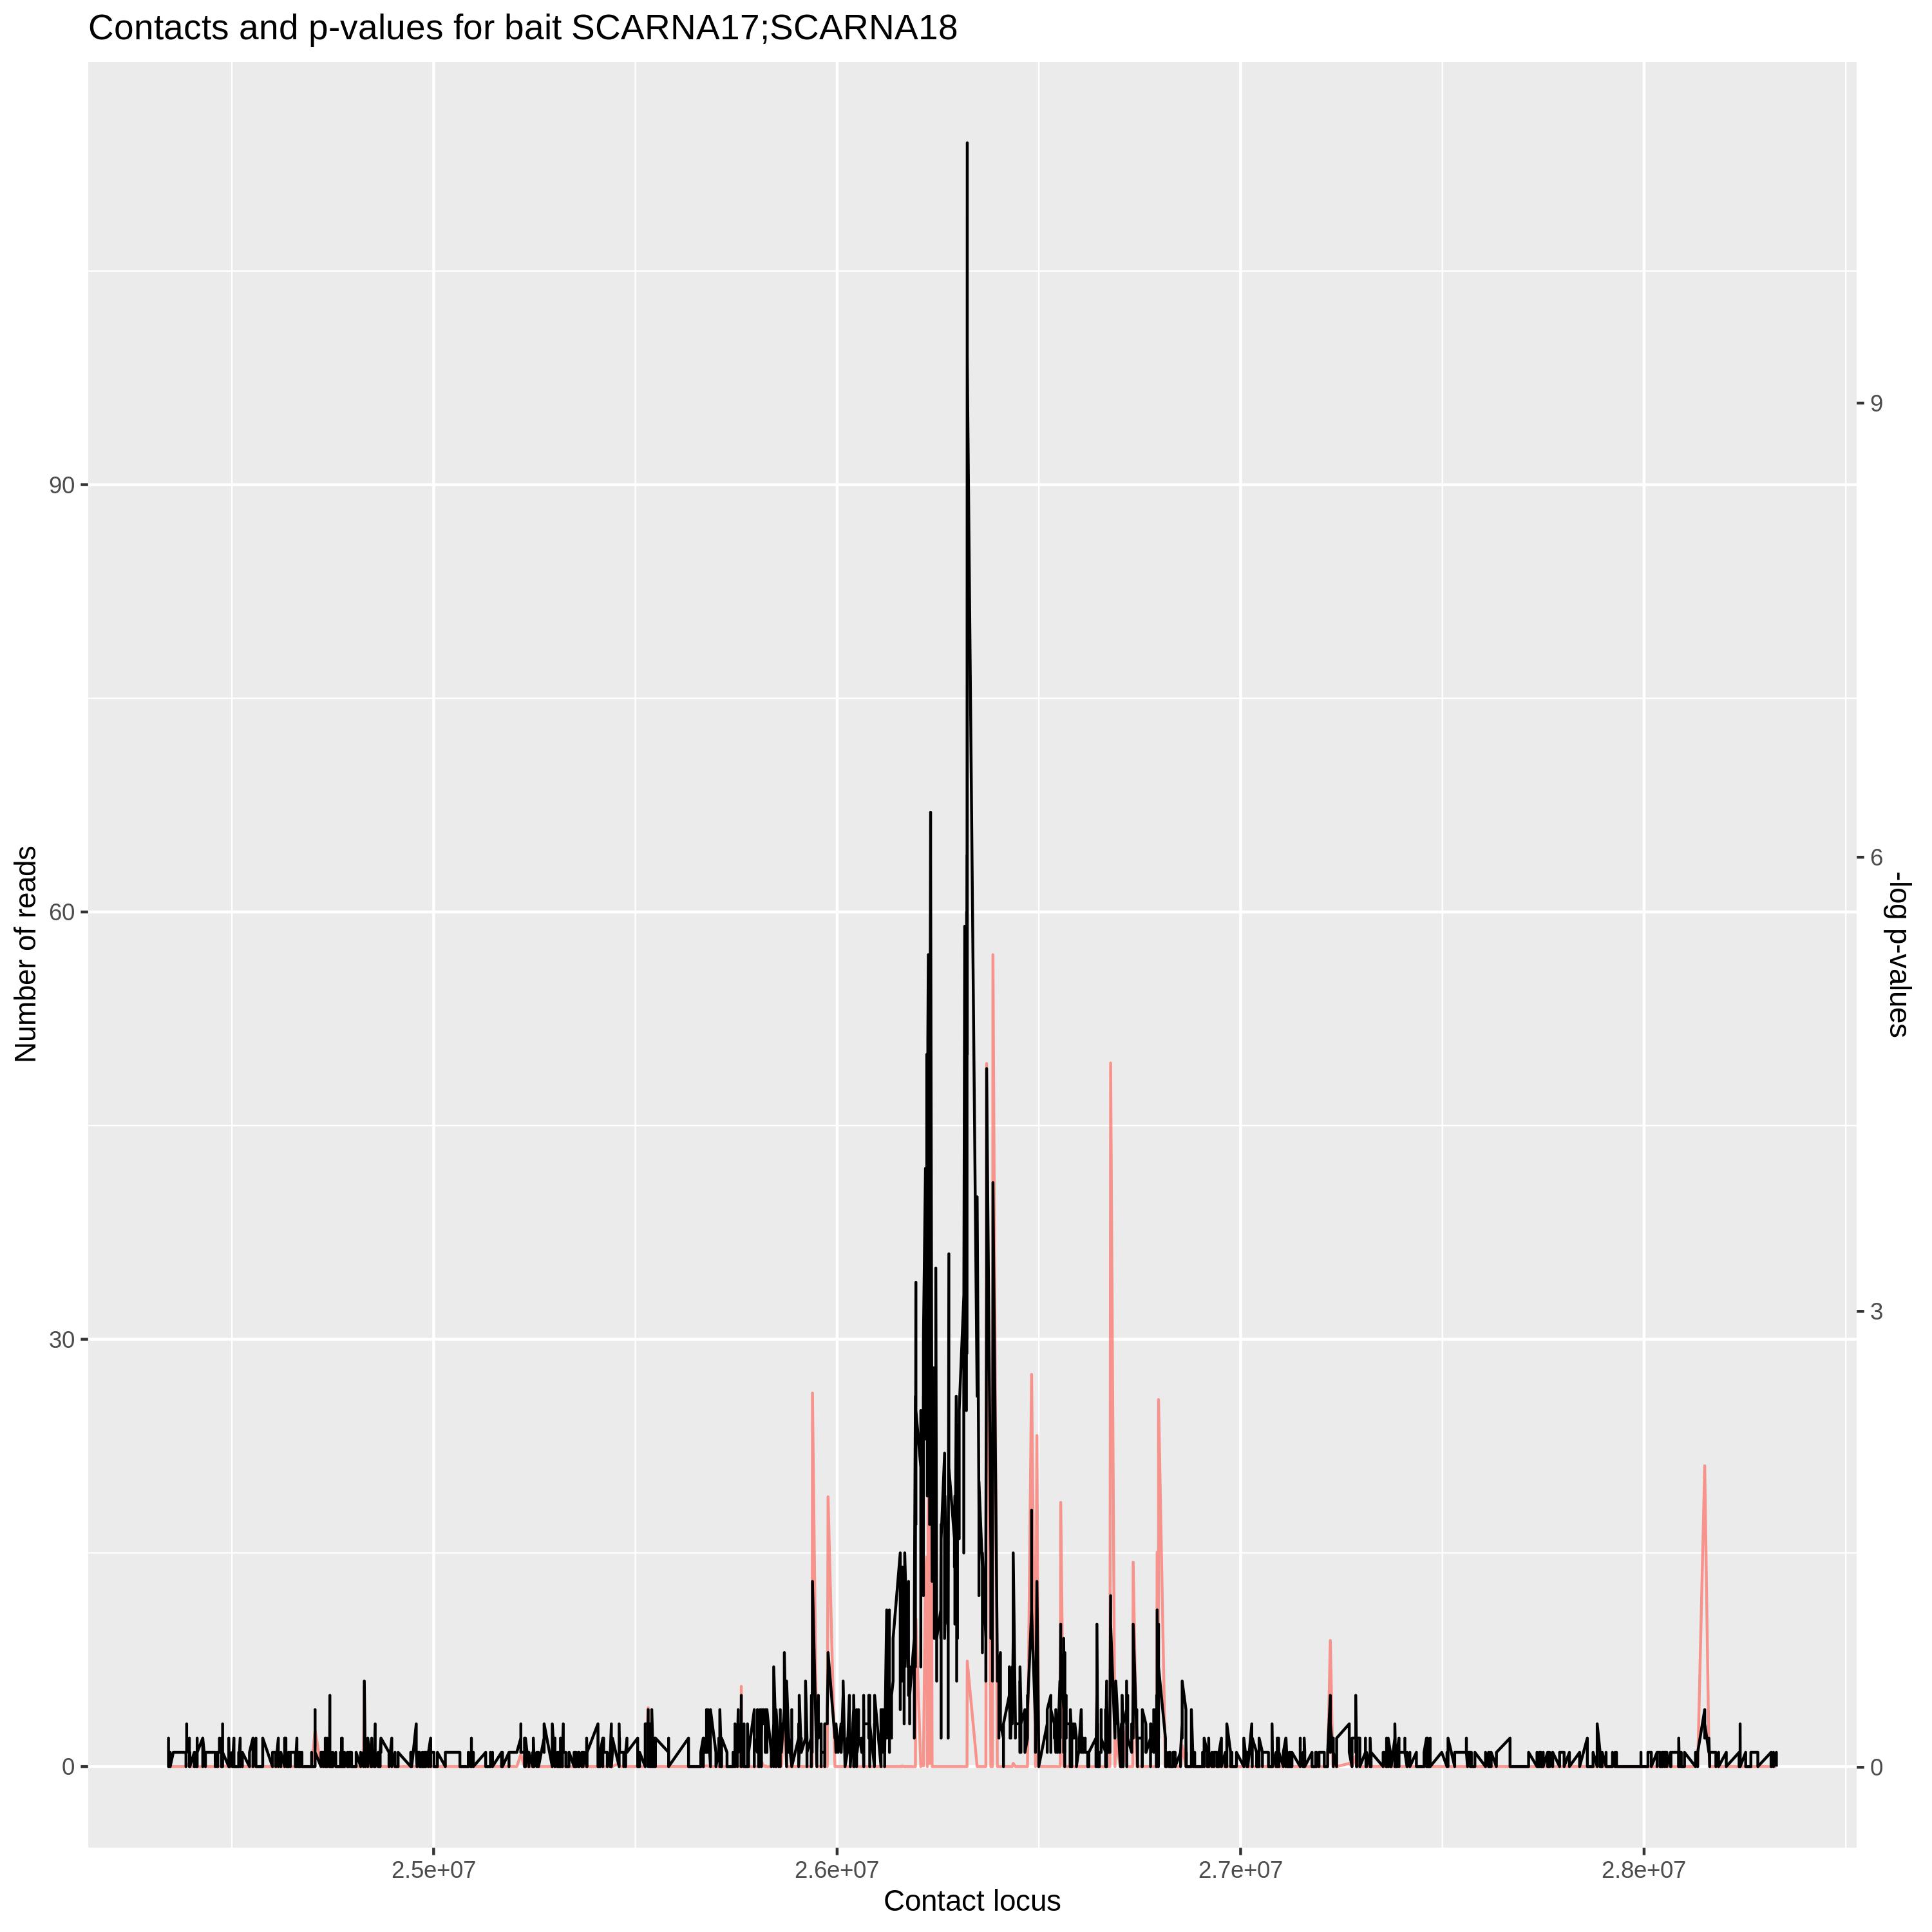 Contacts and p-values for bait SCARNA17;SCARNA18
90
60
30
0
Number of reads
9
6
3
0
-log p-values
2.5e+07
2.6e+07
2.7e+07
2.8e+07
Contact locus